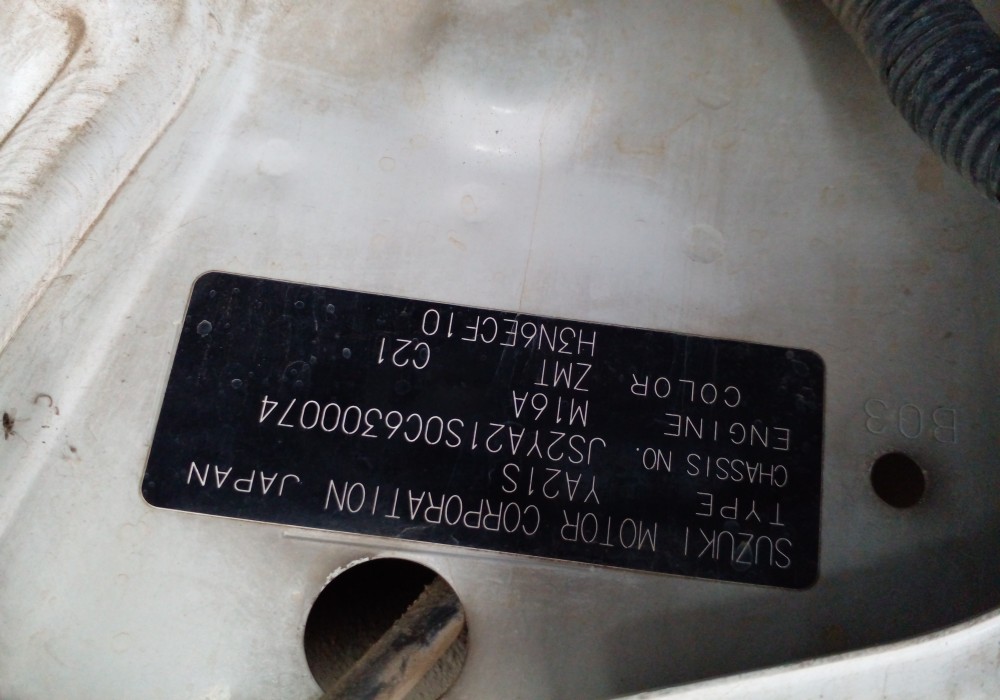 SUZUKI MOTOR CORPORATION JAPAN
TYPE YA21S
CHASSIS NO. JS2YA21S0C6300074
ENGINE M16A
COLOR ZMT C21
H3N6ECF10
B03